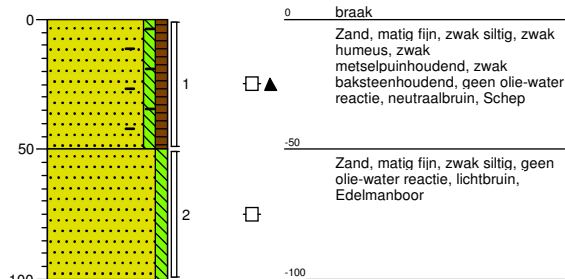 0
0
braak
Zand, matig fijn, zwak siltig, zwak
humeus, zwak
metselpuinhoudend, zwak
baksteenhoudend, geen olie-water
reactie, neutraalbruin, Schep
1
50
-50
Zand, matig fijn, zwak siltig, geen
olie-water reactie, lichtbruin,
Edelmanboor
2
100
-100